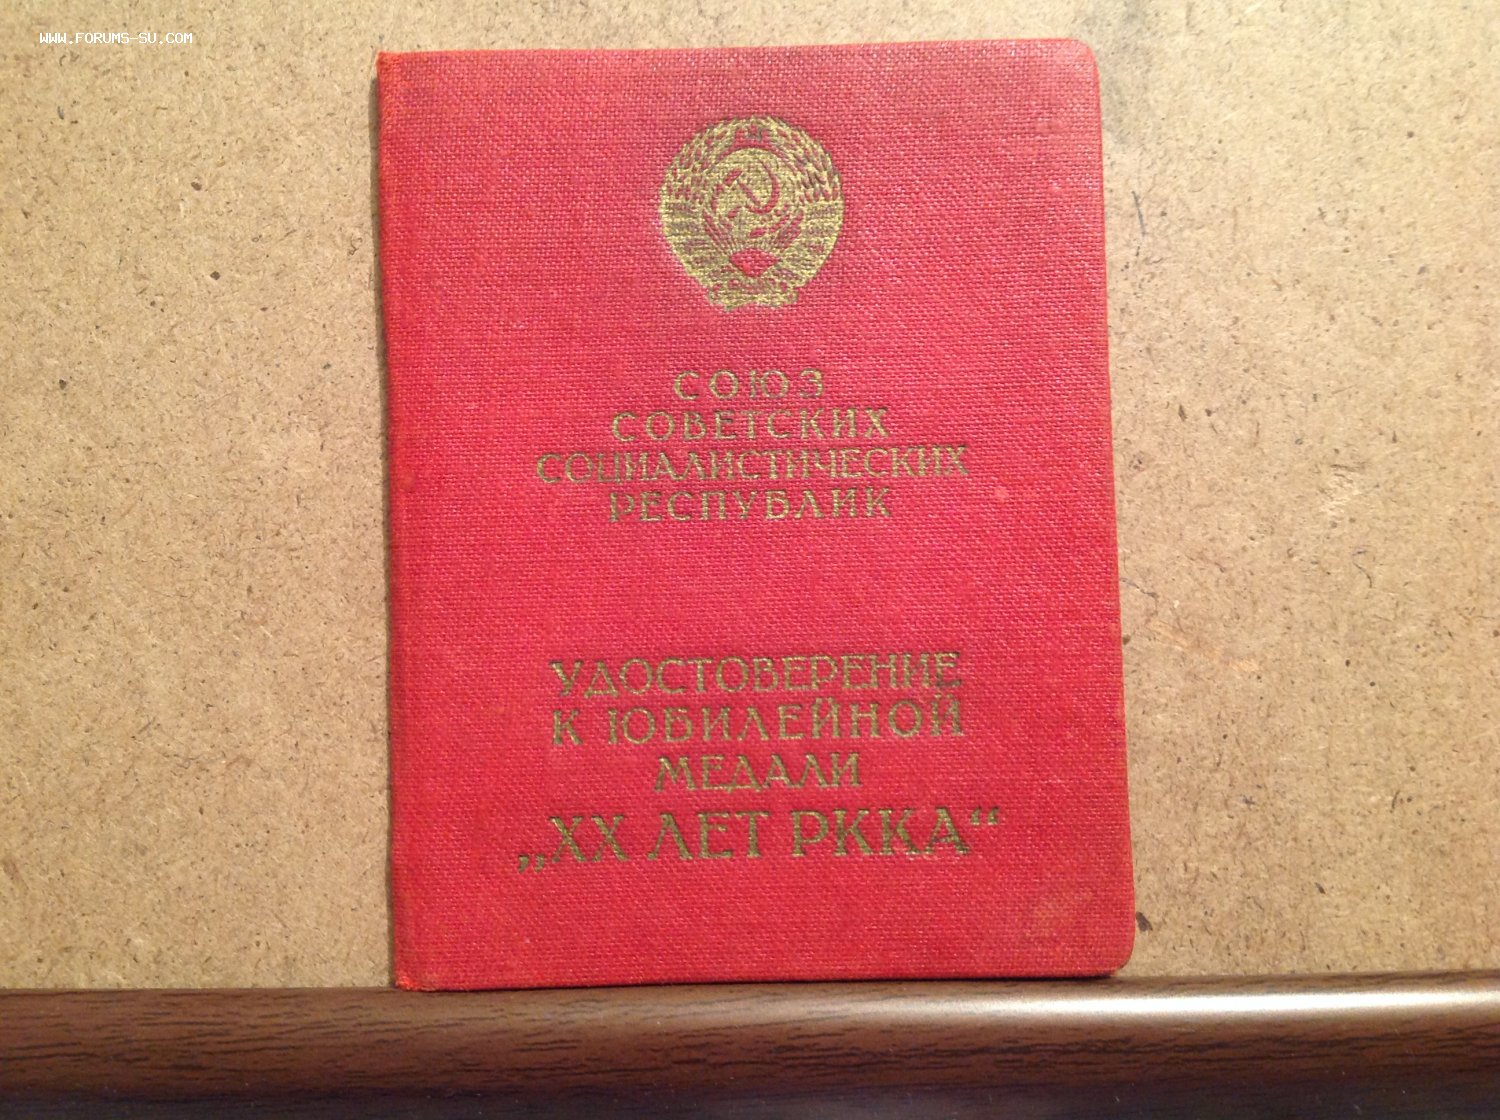 WWW.FORUMS-SU.COM
СОЮЗ
СОВЕТСКИХ
СОЦИАЛИСТИЧЕСКИХ
РЕСПУБЛИК
УДОСТОВЕРЕНИЕ
К ЮБИЛЕЙНОЙ
МЕДАЛИ
„XX ЛЕТ РККА“